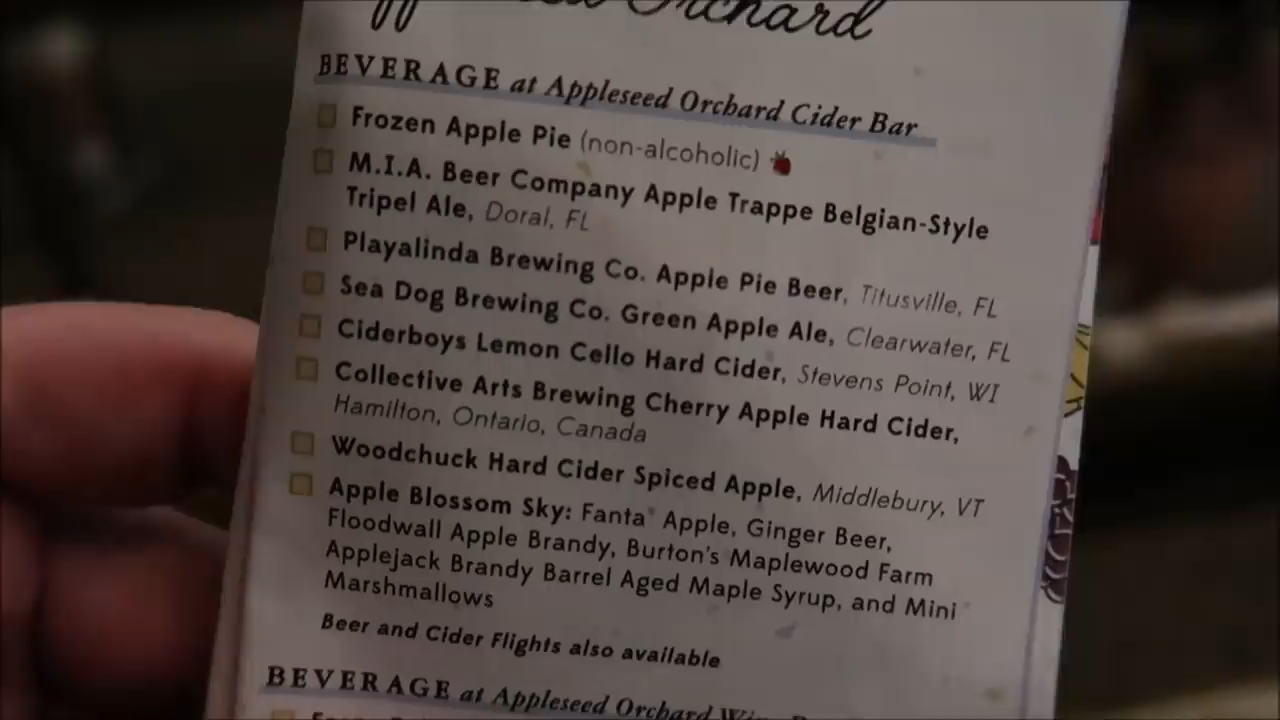 Orchard
BEVERAGE at Appleseed Orchard Cider Bar
Frozen Apple Pie (non-alcoholic)
M.I.A. Beer Company Apple Trappe Belgian-Style
Tripel Ale, Doral, FL
Playalinda Brewing Co. Apple Pie Beer, Titusville, FL
Sea Dog Brewing Co. Green Apple Ale, Clearwater, FL
Ciderboys Lemon Cello Hard Cider, Stevens Point, WI
Collective Arts Brewing Cherry Apple Hard Cider,
Hamilton, Ontario, Canada
Woodchuck Hard Cider Spiced Apple, Middlebury, VT
Apple Blossom Sky: Fanta® Apple, Ginger Beer,
Floodwall Apple Brandy, Burton's Maplewood Farm
Applejack Brandy Barrel Aged Maple Syrup, and Mini
Marshmallows
Beer and Cider Flights also available
BEVERAGE at Appleseed Orchard